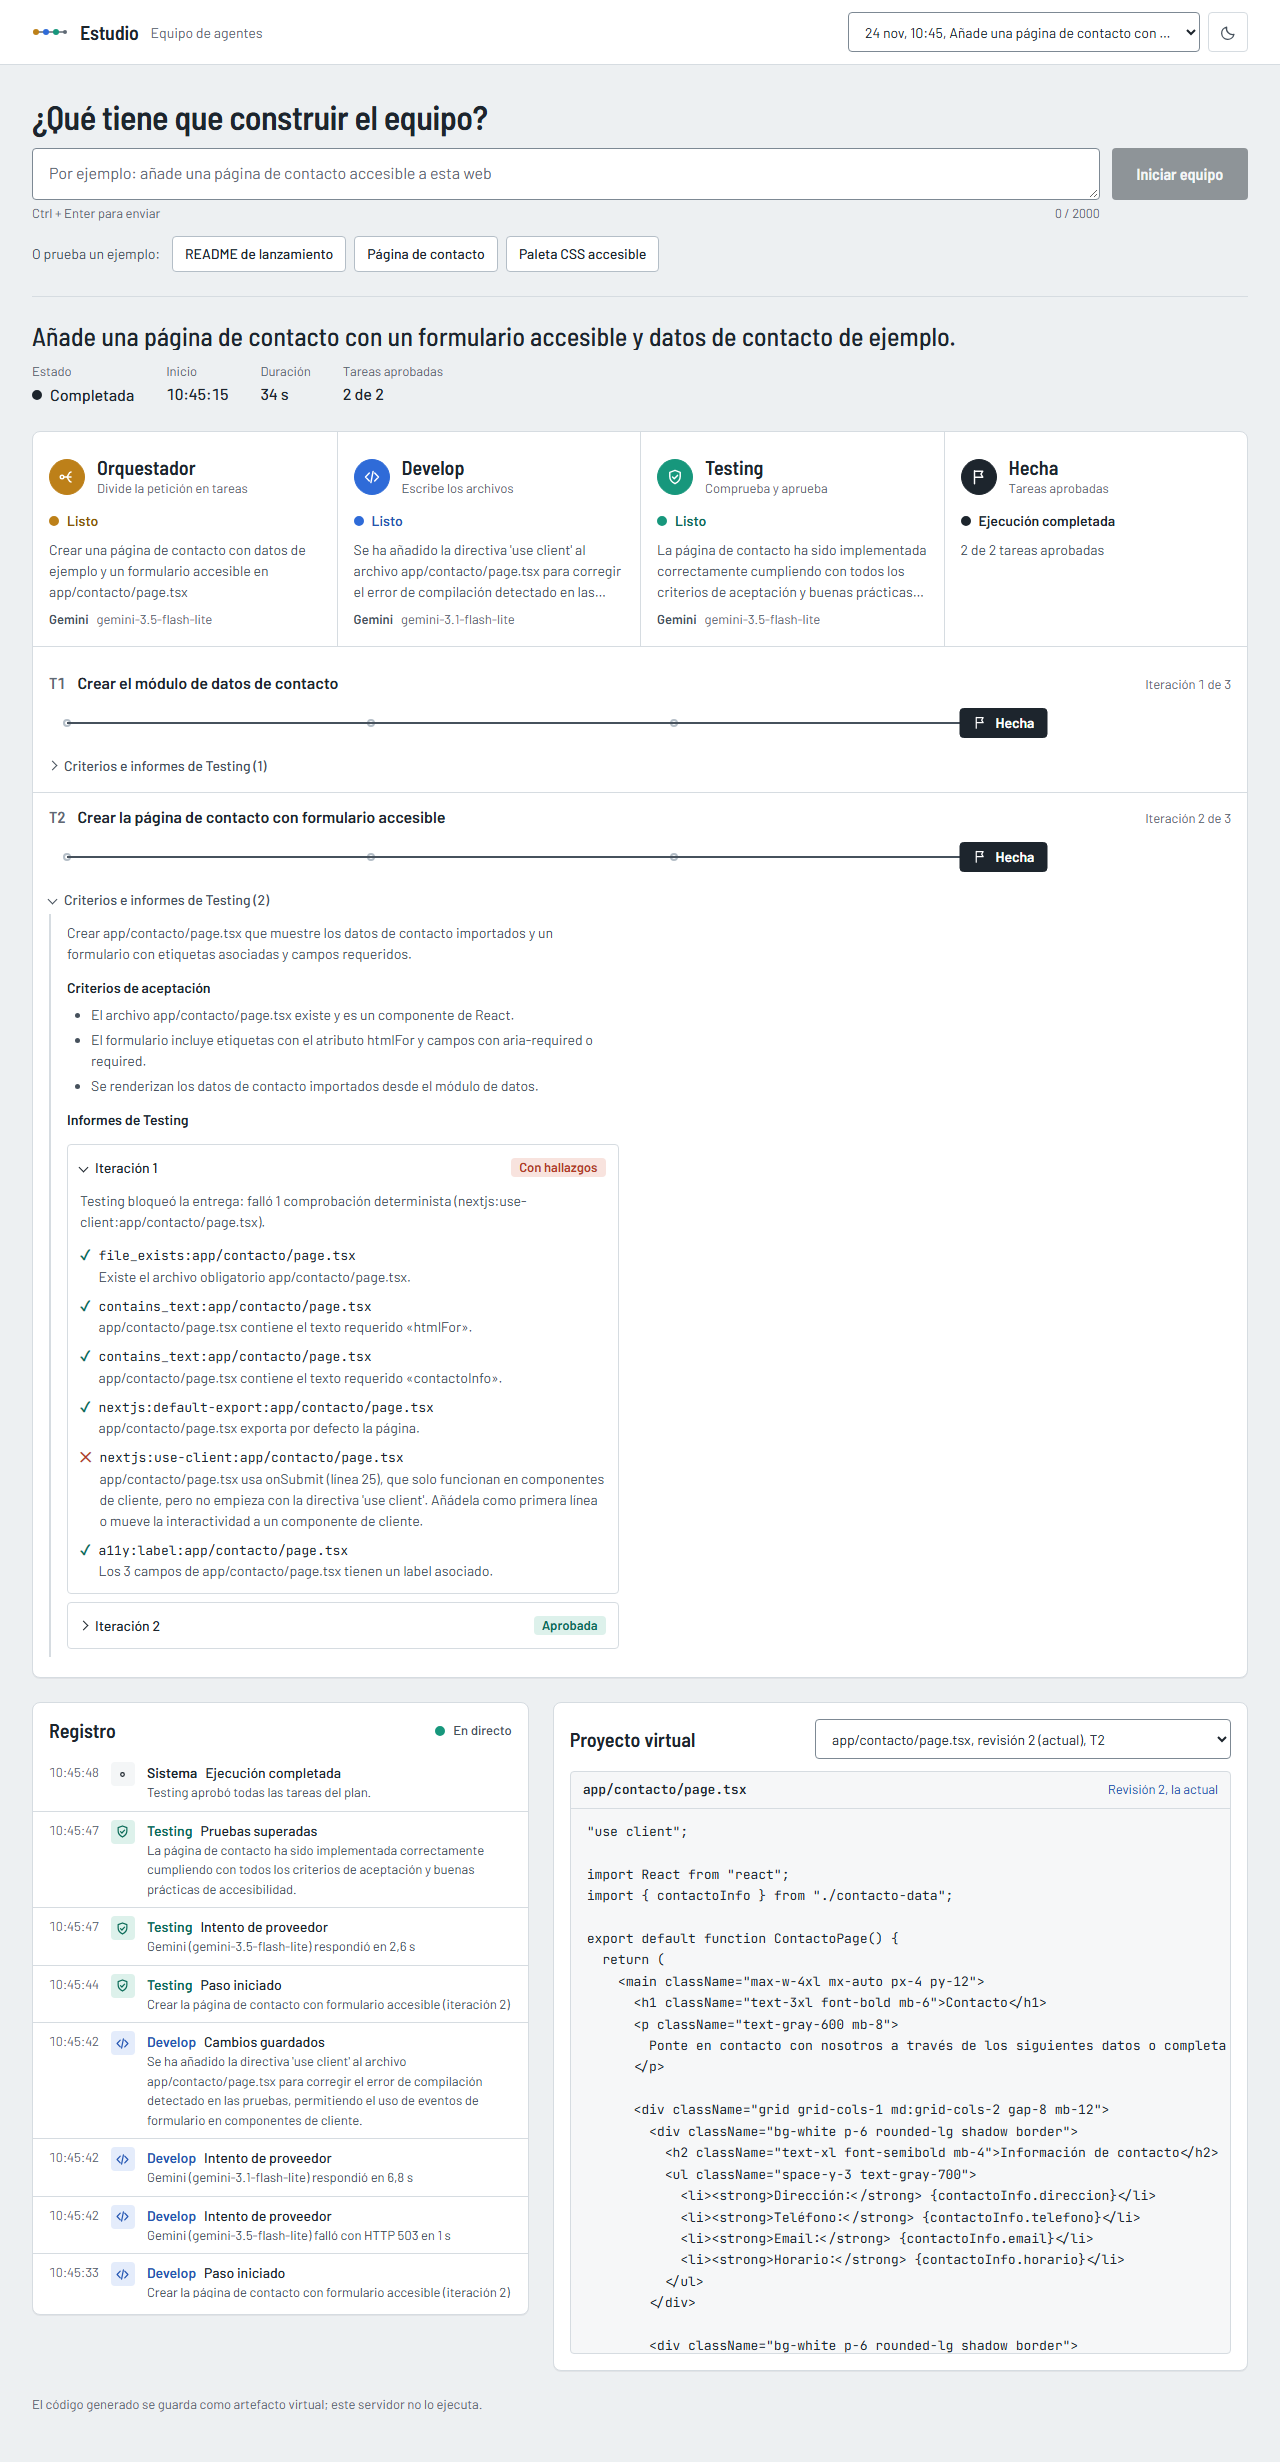 Estudio Equipo de agentes
24 nov, 10:45, Añade una página de contacto con ...
¿Qué tiene que construir el equipo?
Por ejemplo: añade una página de contacto accesible a esta web
Iniciar equipo
Ctrl + Enter para enviar 0 / 2000
O prueba un ejemplo: README de lanzamiento Página de contacto Paleta CSS accesible
Añade una página de contacto con un formulario accesible y datos de contacto de ejemplo.
Estado Inicio Duración Tareas aprobadas
Completada 10:45:15 34 s 2 de 2
Orquestador
Divide la petición en tareas
Listo
Crear una página de contacto con datos de
ejemplo y un formulario accesible en
app/contacto/page.tsx
Gemini gemini-3.5-flash-lite
Develop
Escribe los archivos
Listo
Se ha añadido la directiva 'use client' al
archivo app/contacto/page.tsx para corregir
el error de compilación detectado en las...
Gemini gemini-3.1-flash-lite
Testing
Comprueba y aprueba
Listo
La página de contacto ha sido implementada
correctamente cumpliendo con todos los
criterios de aceptación y buenas prácticas...
Gemini gemini-3.5-flash-lite
Hecha
Tareas aprobadas
Ejecución completada
2 de 2 tareas aprobadas
T1 Crear el módulo de datos de contacto Iteración 1 de 3
Hecha
Criterios e informes de Testing (1)
T2 Crear la página de contacto con formulario accesible Iteración 2 de 3
Hecha
Criterios e informes de Testing (2)
Crear app/contacto/page.tsx que muestre los datos de contacto importados y un
formulario con etiquetas asociadas y campos requeridos.
Criterios de aceptación
El archivo app/contacto/page.tsx existe y es un componente de React.
El formulario incluye etiquetas con el atributo htmlFor y campos con aria-required o
required.
Se renderizan los datos de contacto importados desde el módulo de datos.
Informes de Testing
Iteración 1 Con hallazgos
Testing bloqueó la entrega: falló 1 comprobación determinista (nextjs:use-
client:app/contacto/page.tsx).
file_exists:app/contacto/page.tsx
Existe el archivo obligatorio app/contacto/page.tsx.
contains_text:app/contacto/page.tsx
app/contacto/page.tsx contiene el texto requerido «htmlFor».
contains_text:app/contacto/page.tsx
app/contacto/page.tsx contiene el texto requerido «contactoInfo».
nextjs:default-export:app/contacto/page.tsx
app/contacto/page.tsx exporta por defecto la página.
nextjs:use-client:app/contacto/page.tsx
app/contacto/page.tsx usa onSubmit (línea 25), que solo funcionan en componentes
de cliente, pero no empieza con la directiva 'use client'. Añádela como primera línea
o mueve la interactividad a un componente de cliente.
a11y:label:app/contacto/page.tsx
Los 3 campos de app/contacto/page.tsx tienen un label asociado.
Iteración 2 Aprobada
Registro En directo
10:45:48 Sistema Ejecución completada
Testing aprobó todas las tareas del plan.
10:45:47 Testing Pruebas superadas
La página de contacto ha sido implementada correctamente
cumpliendo con todos los criterios de aceptación y buenas
prácticas de accesibilidad.
10:45:47 Testing Intento de proveedor
Gemini (gemini-3.5-flash-lite) respondió en 2,6 s
10:45:44 Testing Paso iniciado
Crear la página de contacto con formulario accesible (iteración 2)
10:45:42 Develop Cambios guardados
Se ha añadido la directiva 'use client' al archivo
app/contacto/page.tsx para corregir el error de compilación
detectado en las pruebas, permitiendo el uso de eventos de
formulario en componentes de cliente.
10:45:42 Develop Intento de proveedor
Gemini (gemini-3.1-flash-lite) respondió en 6,8 s
10:45:42 Develop Intento de proveedor
Gemini (gemini-3.5-flash-lite) falló con HTTP 503 en 1 s
10:45:33 Develop Paso iniciado
Crear la página de contacto con formulario accesible (iteración 2)
Proyecto virtual app/contacto/page.tsx, revisión 2 (actual), T2
app/contacto/page.tsx Revisión 2, la actual
"use client";
import React from "react";
import { contactoInfo } from "./contacto-data";
export default function ContactoPage() {
return (
<main className="max-w-4xl mx-auto px-4 py-12">
<h1 className="text-3xl font-bold mb-6">Contacto</h1>
<p className="text-gray-600 mb-8">
Ponte en contacto con nosotros a través de los siguientes datos o completa
</p>
<div className="grid grid-cols-1 md:grid-cols-2 gap-8 mb-12">
<div className="bg-white p-6 rounded-lg shadow border">
<h2 className="text-xl font-semibold mb-4">Información de contacto</h2>
<ul className="space-y-3 text-gray-700">
<li><strong>Dirección:</strong> {contactoInfo.direccion}</li>
<li><strong>Teléfono:</strong> {contactoInfo.telefono}</li>
<li><strong>Email:</strong> {contactoInfo.email}</li>
<li><strong>Horario:</strong> {contactoInfo.horario}</li>
</ul>
</div>
<div className="bg-white p-6 rounded-lg shadow border">
El código generado se guarda como artefacto virtual; este servidor no lo ejecuta.